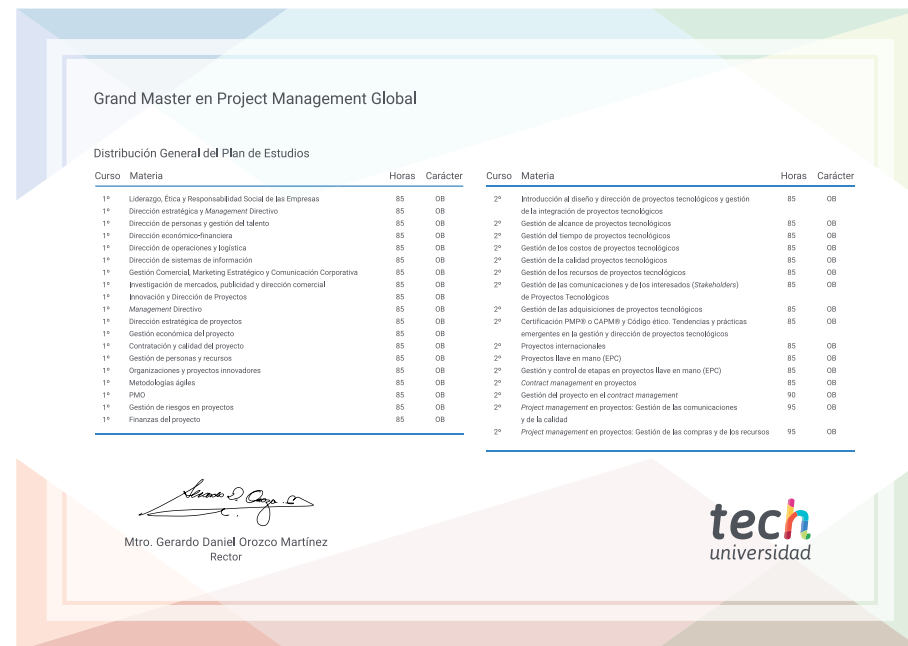 Grand Master en Project Management Global
Distribución General del Plan de Estudios
Curso Materia Horas Carácter
1º Liderazgo, Ética y Responsabilidad Social de las Empresas 85 OB
1º Dirección estratégica y Management Directivo 85 OB
1º Dirección de personas y gestión del talento 85 OB
1º Dirección económico-financiera 85 OB
1º Dirección de operaciones y logística 85 OB
1º Dirección de sistemas de información 85 OB
1º Gestión Comercial, Marketing Estratégico y Comunicación Corporativa 85 OB
1º Investigación de mercados, publicidad y dirección comercial 85 OB
1º Innovación y Dirección de Proyectos 85 OB
1º Management Directivo 85 OB
1º Dirección estratégica de proyectos 85 OB
1º Gestión económica del proyecto 85 OB
1º Contratación y calidad del proyecto 85 OB
1º Gestión de personas y recursos 85 OB
1º Organizaciones y proyectos innovadores 85 OB
1º Metodologías ágiles 85 OB
1º PMO 85 OB
1º Gestión de riesgos en proyectos 85 OB
1º Finanzas del proyecto 85 OB
Curso Materia Horas Carácter
2º Introducción al diseño y dirección de proyectos tecnológicos y gestión 85 OB
de la integración de proyectos tecnológicos
2º Gestión de alcance de proyectos tecnológicos 85 OB
2º Gestión del tiempo de proyectos tecnológicos 85 OB
2º Gestión de los costos de proyectos tecnológicos 85 OB
2º Gestión de la calidad proyectos tecnológicos 85 OB
2º Gestión de los recursos de proyectos tecnológicos 85 OB
2º Gestión de las comunicaciones y de los interesados (Stakeholders) 85 OB
de Proyectos Tecnológicos
2º Gestión de las adquisiciones de proyectos tecnológicos 85 OB
2º Certificación PMP® o CAPM® y Código ético. Tendencias y prácticas 85 OB
emergentes en la gestión y dirección de proyectos tecnológicos
2º Proyectos internacionales 85 OB
2º Proyectos llave en mano (EPC) 85 OB
2º Gestión y control de etapas en proyectos llave en mano (EPC) 85 OB
2º Contract management en proyectos 85 OB
2º Gestión del proyecto en el contract management 90 OB
2º Project management en proyectos: Gestión de las comunicaciones 95 OB
y de la calidad
2º Project management en proyectos: Gestión de las compras y de los recursos 95 OB
Mtro. Gerardo Daniel Orozco Martínez
Rector
tech
universidad